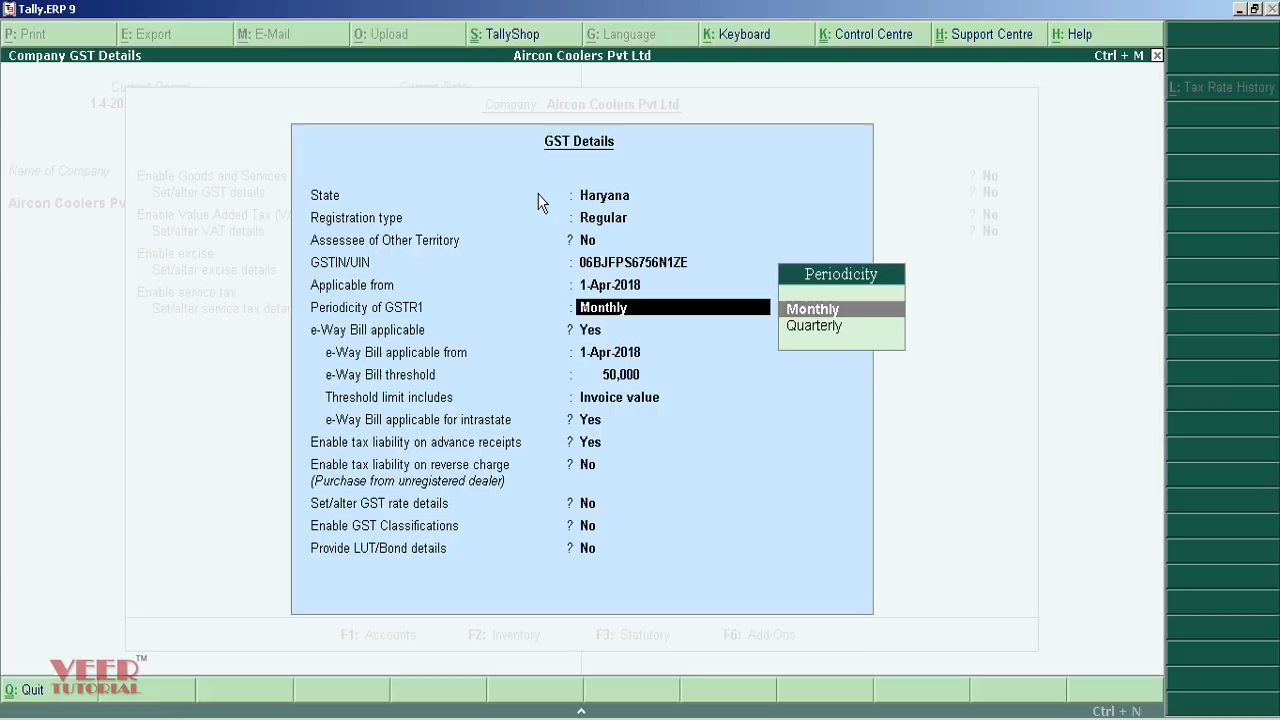 Tally.ERP 9
P: Print E: Export M: E-Mail O: Upload S: TallyShop G: Language K: Keyboard K: Control Centre H: Support Centre H: Help
Company GST Details Aircon Coolers Pvt Ltd Ctrl + M
L: Tax Rate History
Current Date
1-4-20
Company: Aircon Coolers Pvt Ltd
GST Details
Name of Company
Aircon Coolers Pv
Enable Goods and Services ? No
Set/alter GST details ? No
Enable Value Added Tax (VA ? No
Set/alter VAT details ? No
Enable excise
Set/alter excise details
Enable service tax
Set/alter service tax detai
State : Haryana
Registration type : Regular
Assessee of Other Territory ? No
GSTIN/UIN : 06BJFPS6756N1ZE
Applicable from : 1-Apr-2018
Periodicity of GSTR1 : Monthly
e-Way Bill applicable ? Yes
e-Way Bill applicable from : 1-Apr-2018
e-Way Bill threshold : 50,000
Threshold limit includes : Invoice value
e-Way Bill applicable for intrastate ? Yes
Enable tax liability on advance receipts ? Yes
Enable tax liability on reverse charge ? No
(Purchase from unregistered dealer)
Set/alter GST rate details ? No
Enable GST Classifications ? No
Provide LUT/Bond details ? No
Periodicity
Monthly
Quarterly
F1: Accounts F2: Inventory F3: Statutory F6: Add-Ons
VEER TM
TUTORIAL
Q: Quit
Ctrl + N